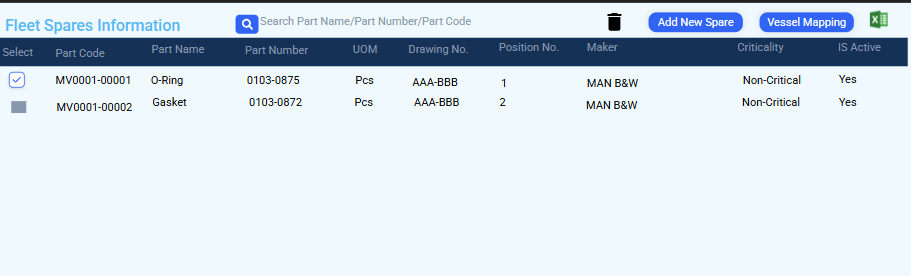 Fleet Spares Information Search Part Name/Part Number/Part Code Add New Spare Vessel Mapping
Select Part Code Part Name Part Number UOM Drawing No. Position No. Maker Criticality IS Active
MV0001-00001 O-Ring 0103-0875 Pcs AAA-BBB 1 MAN B&W Non-Critical Yes
MV0001-00002 Gasket 0103-0872 Pcs AAA-BBB 2 MAN B&W Non-Critical Yes